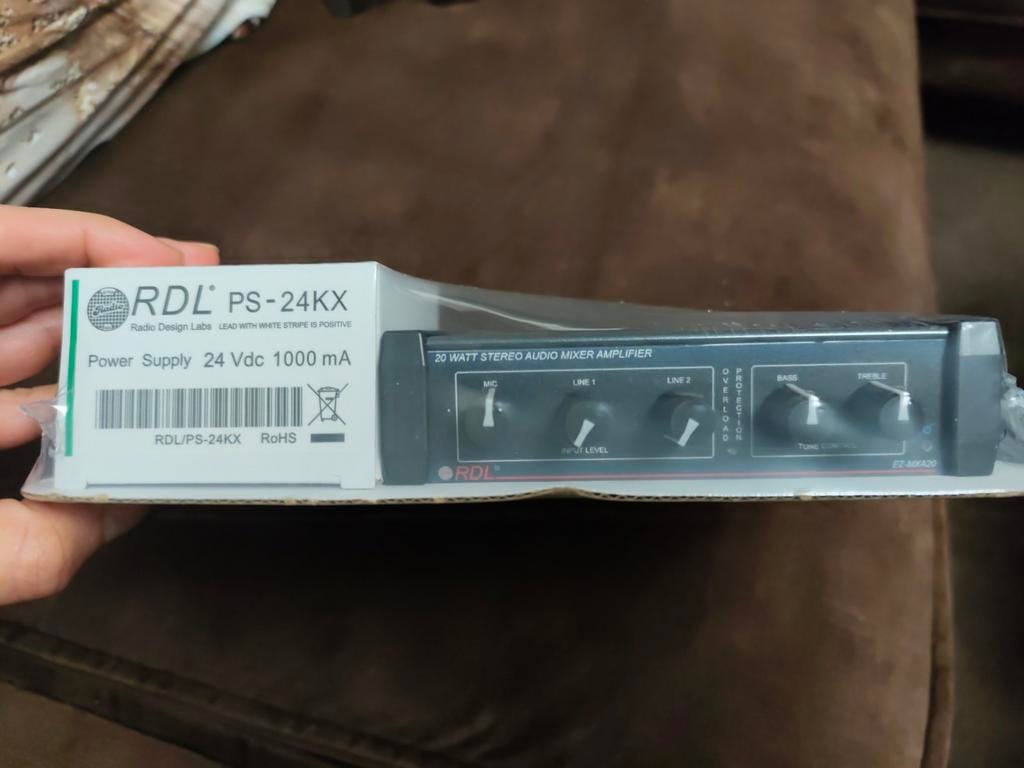 Radio
RDL® PS-24KX
Radio Design Labs LEAD WITH WHITE STRIPE IS POSITIVE
Power Supply 24 Vdc 1000 mA
RDL/PS-24KX RoHS
20 WATT STEREO AUDIO MIXER AMPLIFIER
MIC LINE 1 LINE 2
INPUT LEVEL
OVERLOAD PROTECTION
BASS TREBLE
TONE CONTROL
RDL®
EZ-MXA20